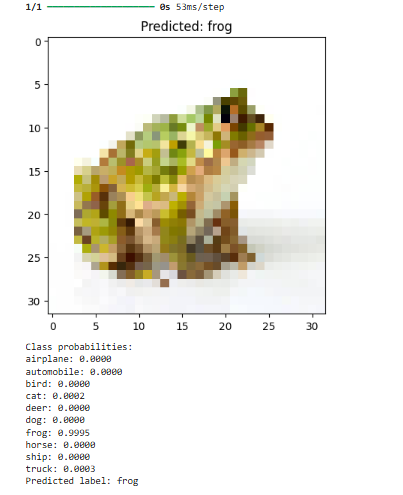 1/1 ━━━━━━━━━━━━━━━━━━━━ 0s 53ms/step
Predicted: frog
0
5
10
15
20
25
30
0 5 10 15 20 25 30
Class probabilities:
airplane: 0.0000
automobile: 0.0000
bird: 0.0000
cat: 0.0002
deer: 0.0000
dog: 0.0000
frog: 0.9995
horse: 0.0000
ship: 0.0000
truck: 0.0003
Predicted label: frog